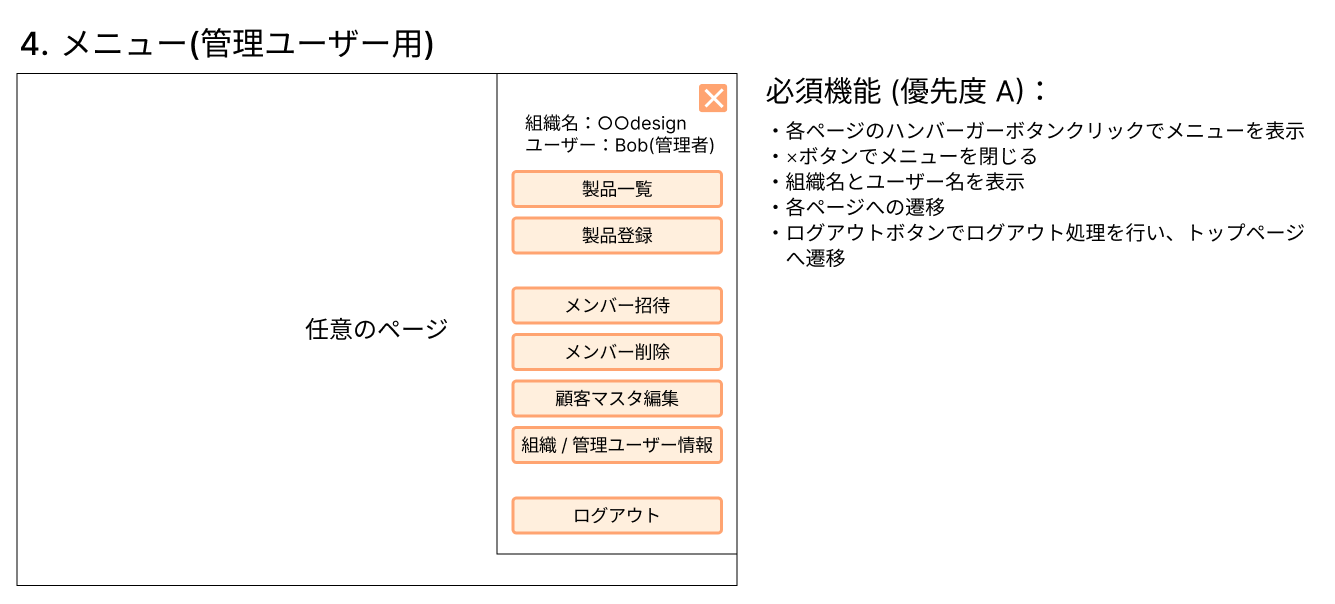 4. メニュー(管理ユーザー用)
組織名：〇〇design
ユーザー：Bob(管理者)
製品一覧
製品登録
メンバー招待
メンバー削除
顧客マスタ編集
組織 / 管理ユーザー情報
ログアウト
任意のページ
必須機能 (優先度 A)：
・各ページのハンバーガーボタンクリックでメニューを表示
・×ボタンでメニューを閉じる
・組織名とユーザー名を表示
・各ページへの遷移
・ログアウトボタンでログアウト処理を行い、トップページ
へ遷移